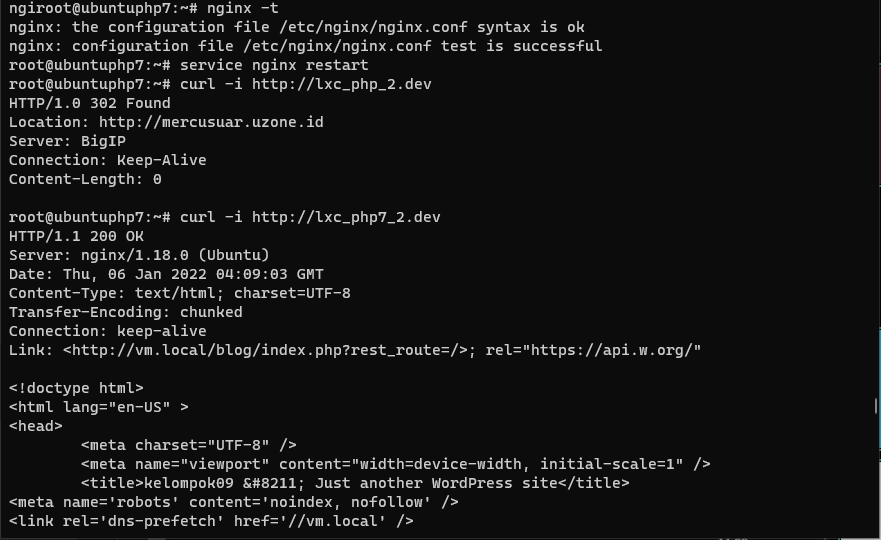 ngiroot@ubuntuphp7:~# nginx -t
nginx: the configuration file /etc/nginx/nginx.conf syntax is ok
nginx: configuration file /etc/nginx/nginx.conf test is successful
root@ubuntuphp7:~# service nginx restart
root@ubuntuphp7:~# curl -i http://lxc_php_2.dev
HTTP/1.0 302 Found
Location: http://mercusuar.uzone.id
Server: BigIP
Connection: Keep-Alive
Content-Length: 0
root@ubuntuphp7:~# curl -i http://lxc_php7_2.dev
HTTP/1.1 200 OK
Server: nginx/1.18.0 (Ubuntu)
Date: Thu, 06 Jan 2022 04:09:03 GMT
Content-Type: text/html; charset=UTF-8
Transfer-Encoding: chunked
Connection: keep-alive
Link: <http://vm.local/blog/index.php?rest_route=/>; rel="https://api.w.org/"
<!doctype html>
<html lang="en-US" >
<head>
<meta charset="UTF-8" />
<meta name="viewport" content="width=device-width, initial-scale=1" />
<title>kelompok09 &#8211; Just another WordPress site</title>
<meta name='robots' content='noindex, nofollow' />
<link rel='dns-prefetch' href='//vm.local' />